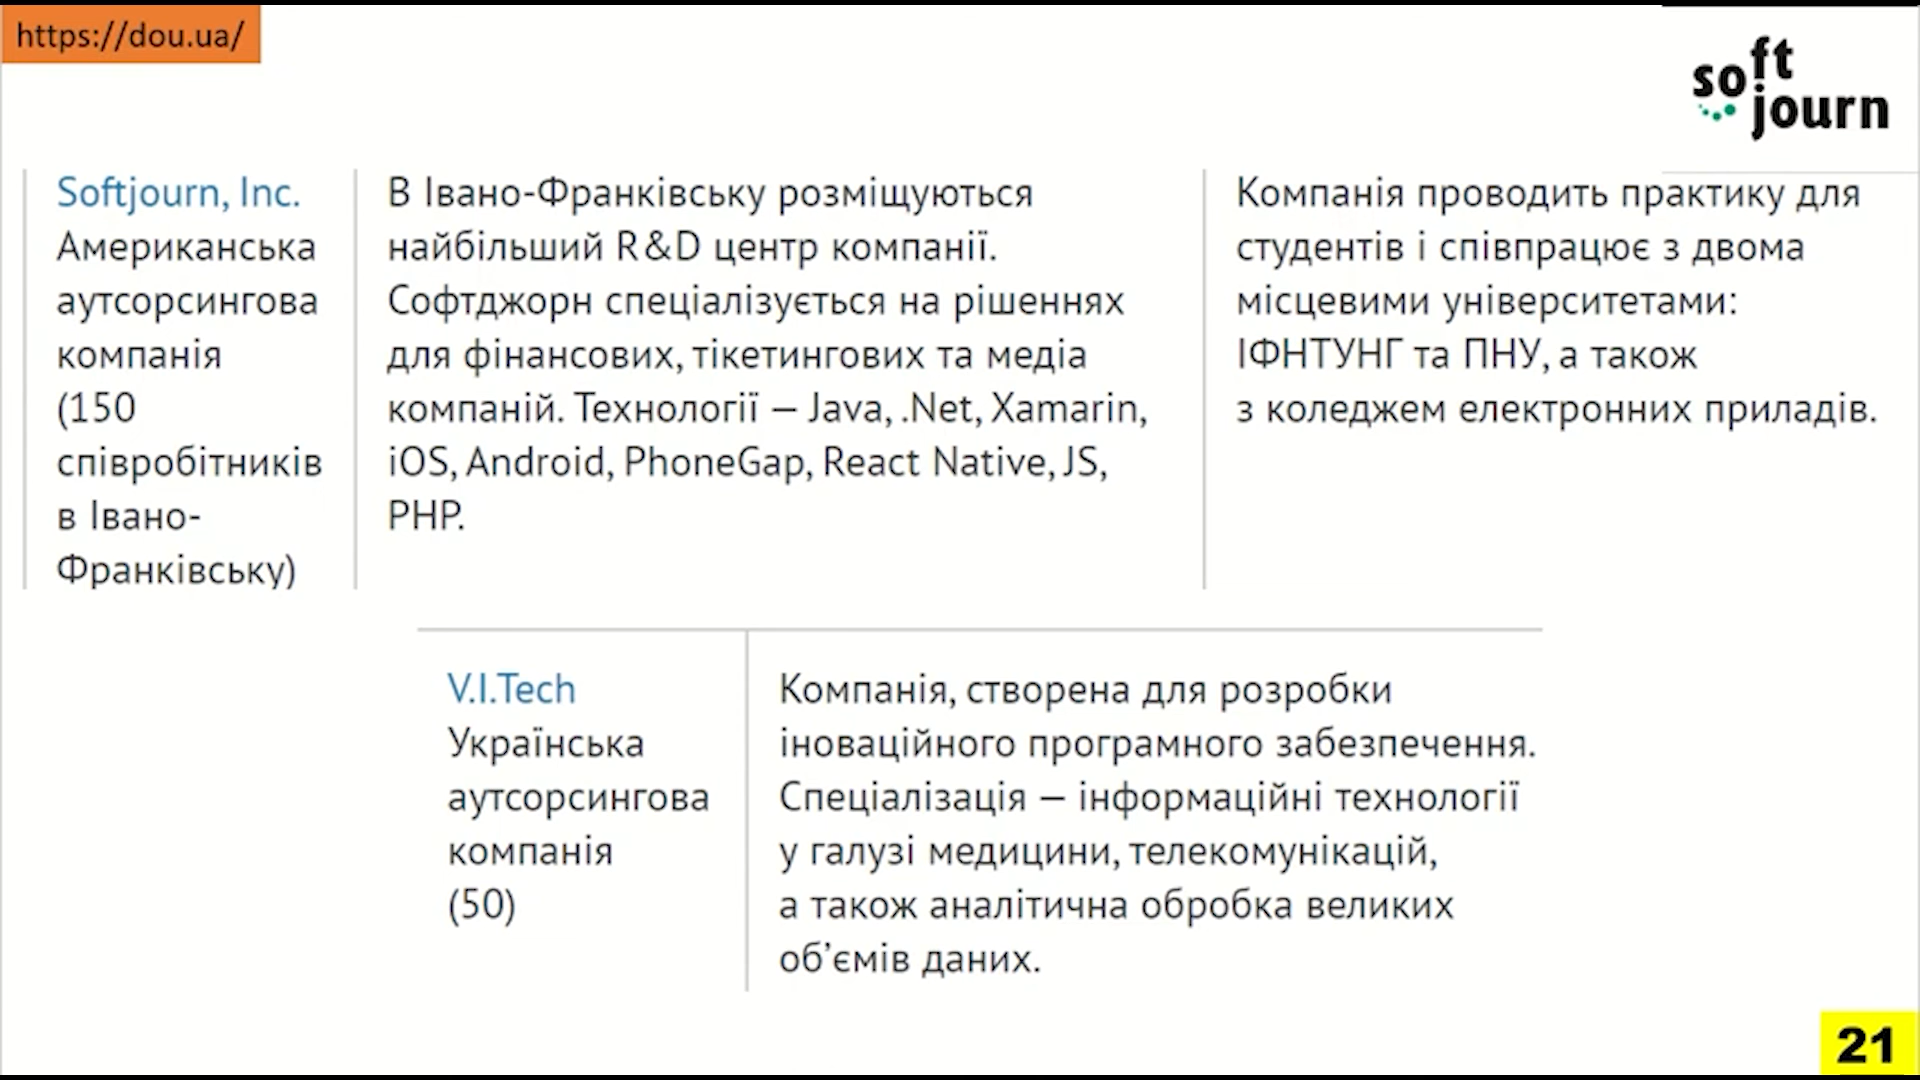 https://dou.ua/
soft
journ
Softjourn, Inc.
Американська
аутсорсингова
компанія
(150
співробітників
в Івано-
Франківську)
В Івано-Франківську розміщуються
найбільший R&D центр компанії.
Софтджорн спеціалізується на рішеннях
для фінансових, тікетингових та медіа
компаній. Технології — Java, .Net, Xamarin,
iOS, Android, PhoneGap, React Native, JS,
PHP.
Компанія проводить практику для
студентів і співпрацює з двома
місцевими університетами:
ІФНТУНГ та ПНУ, а також
з коледжем електронних приладів.
V.I.Tech
Українська
аутсорсингова
компанія
(50)
Компанія, створена для розробки
іноваційного програмного забезпечення.
Спеціалізація — інформаційні технології
у галузі медицини, телекомунікацій,
а також аналітична обробка великих
об’ємів даних.
21